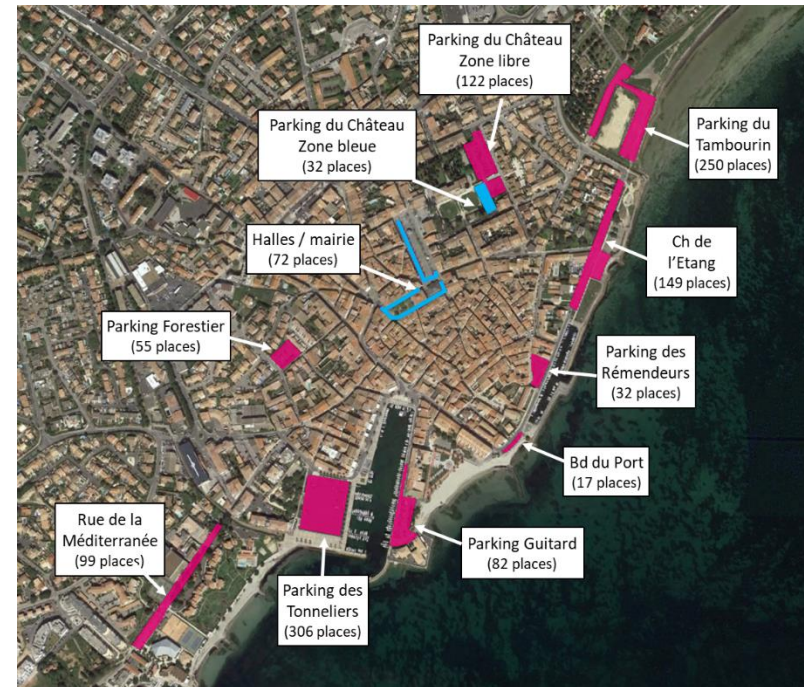 Parking du Château
Zone libre
(122 places)
Parking du Château
Zone bleue
(32 places)
Parking du
Tambourin
(250 places)
Halles / mairie
(72 places)
Ch de
l'Etang
(149 places)
Parking Forestier
(55 places)
Parking des
Rémendeurs
(32 places)
Bd du Port
(17 places)
Rue de la
Méditerranée
(99 places)
Parking Guitard
(82 places)
Parking des
Tonneliers
(306 places)